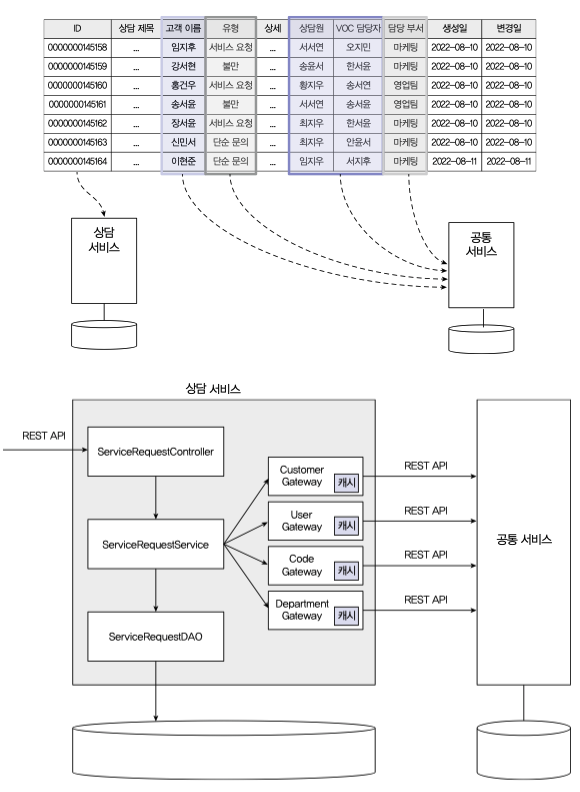 ID 상담 제목 고객 이름 유형 상세 상담원 VOC 담당자 담당 부서 생성일 변경일
0000000145158 ... 임지후 서비스 요청 ... 서서연 오지민 마케팅 2022-08-10 2022-08-10
0000000145159 ... 강서현 불만 ... 송윤서 한서윤 마케팅 2022-08-10 2022-08-10
0000000145160 ... 홍건우 서비스 요청 ... 황지우 송서연 영업팀 2022-08-10 2022-08-10
0000000145161 ... 송서윤 불만 ... 서서연 송서윤 영업팀 2022-08-10 2022-08-10
0000000145162 ... 장서윤 서비스 요청 ... 최지우 한서윤 마케팅 2022-08-10 2022-08-10
0000000145163 ... 신민서 단순 문의 ... 최지우 안윤서 마케팅 2022-08-10 2022-08-10
0000000145164 ... 이현준 단순 문의 ... 임지우 서지후 마케팅 2022-08-11 2022-08-11
상담
서비스
공통
서비스
상담 서비스
REST API
ServiceRequestController
ServiceRequestService
ServiceRequestDAO
Customer
Gateway
캐시
User
Gateway
캐시
Code
Gateway
캐시
Department
Gateway
캐시
REST API
REST API
REST API
REST API
공통 서비스